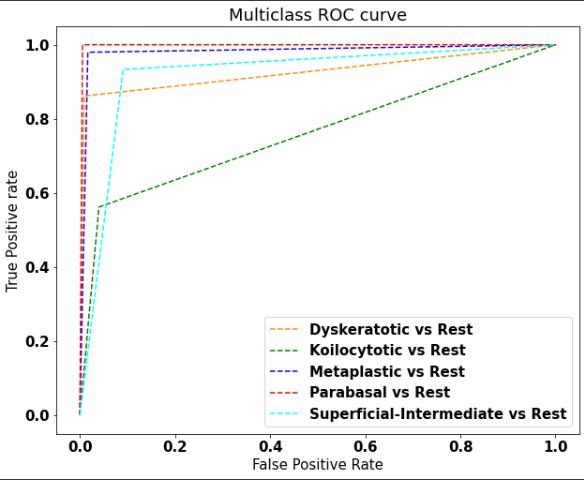 Multiclass ROC curve
1.0
0.8
0.6
0.4
0.2
0.0
True Positive rate
Dyskeratotic vs Rest
Koilocytotic vs Rest
Metaplastic vs Rest
Parabasal vs Rest
Superficial-Intermediate vs Rest
0.0 0.2 0.4 0.6 0.8 1.0
False Positive Rate